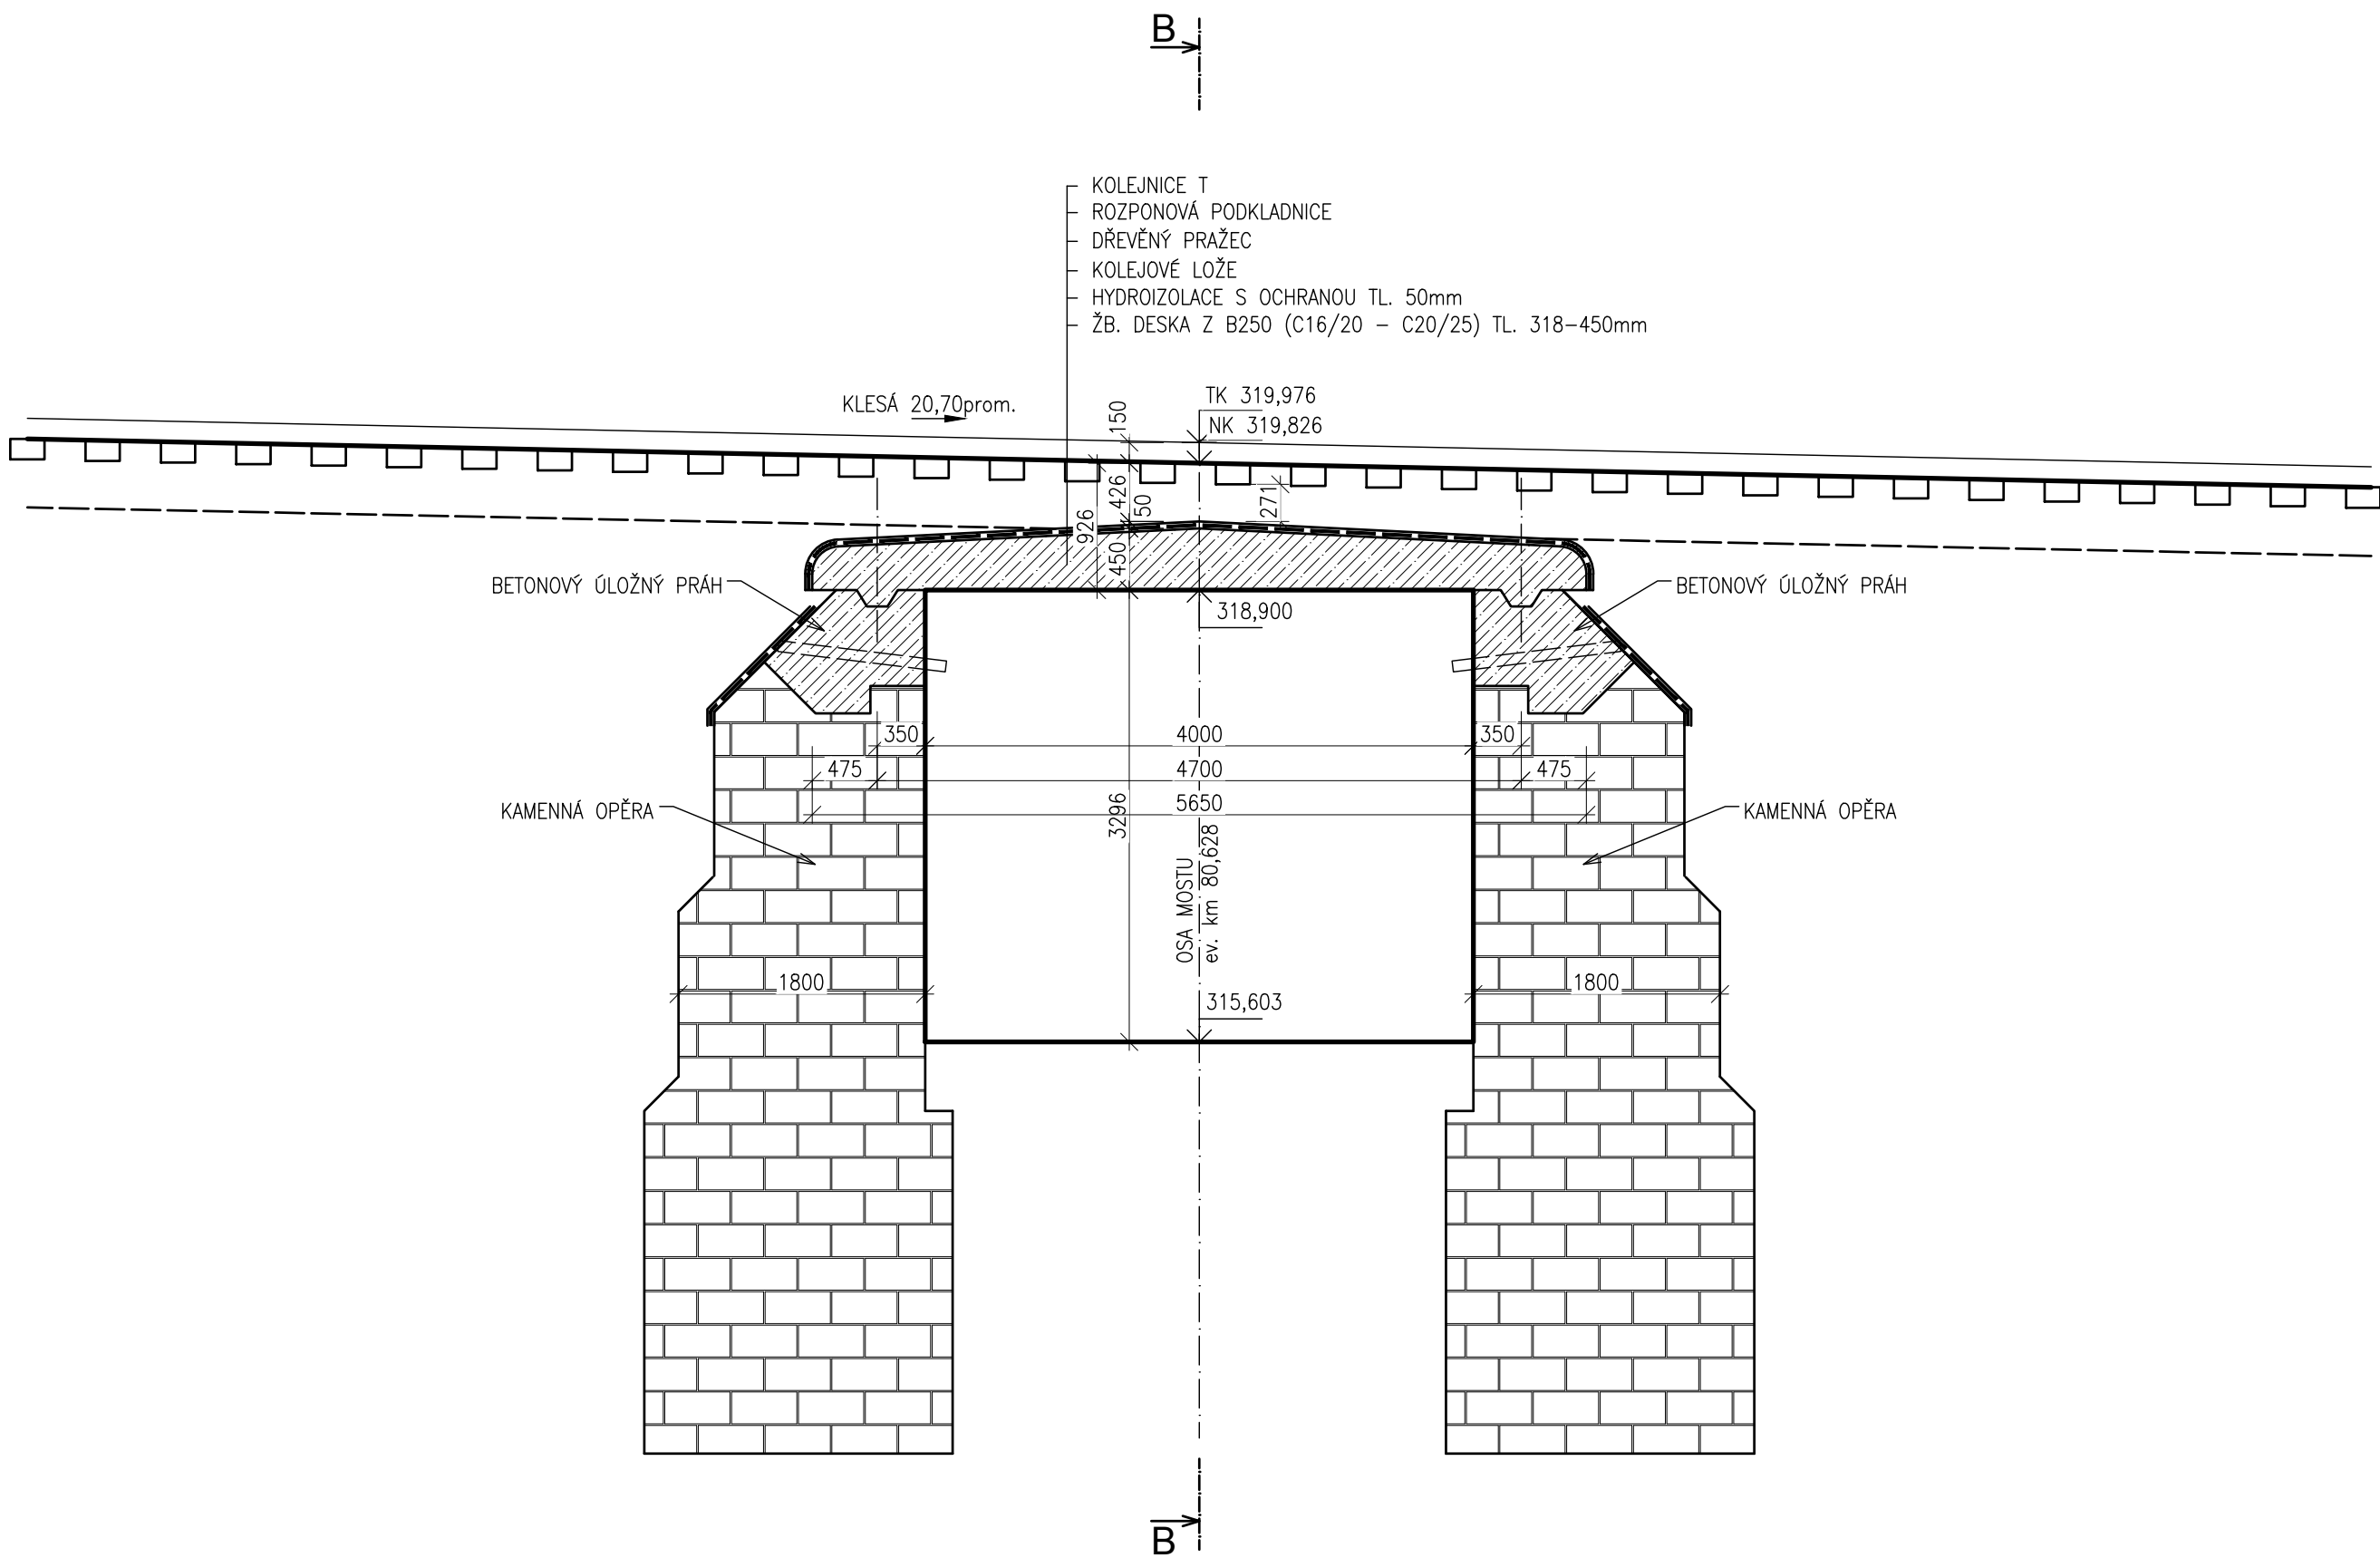 B
KOLEJNICE T
ROZPONOVÁ PODKLADNICE
DŘEVĚNÝ PRAŽEC
KOLEJOVÉ LOŽE
HYDROIZOLACE S OCHRANOU TL. 50mm
ŽB. DESKA Z B250 (C16/20 – C20/25) TL. 318–450mm
KLESÁ 20,70prom.
150
TK 319,976
NK 319,826
426
50
271
926
450
BETONOVÝ ÚLOŽNÝ PRÁH
BETONOVÝ ÚLOŽNÝ PRÁH
318,900
350
4000
350
475
4700
475
5650
3296
KAMENNÁ OPĚRA
KAMENNÁ OPĚRA
OSA MOSTU
ev. km 80,628
1800
1800
315,603
B